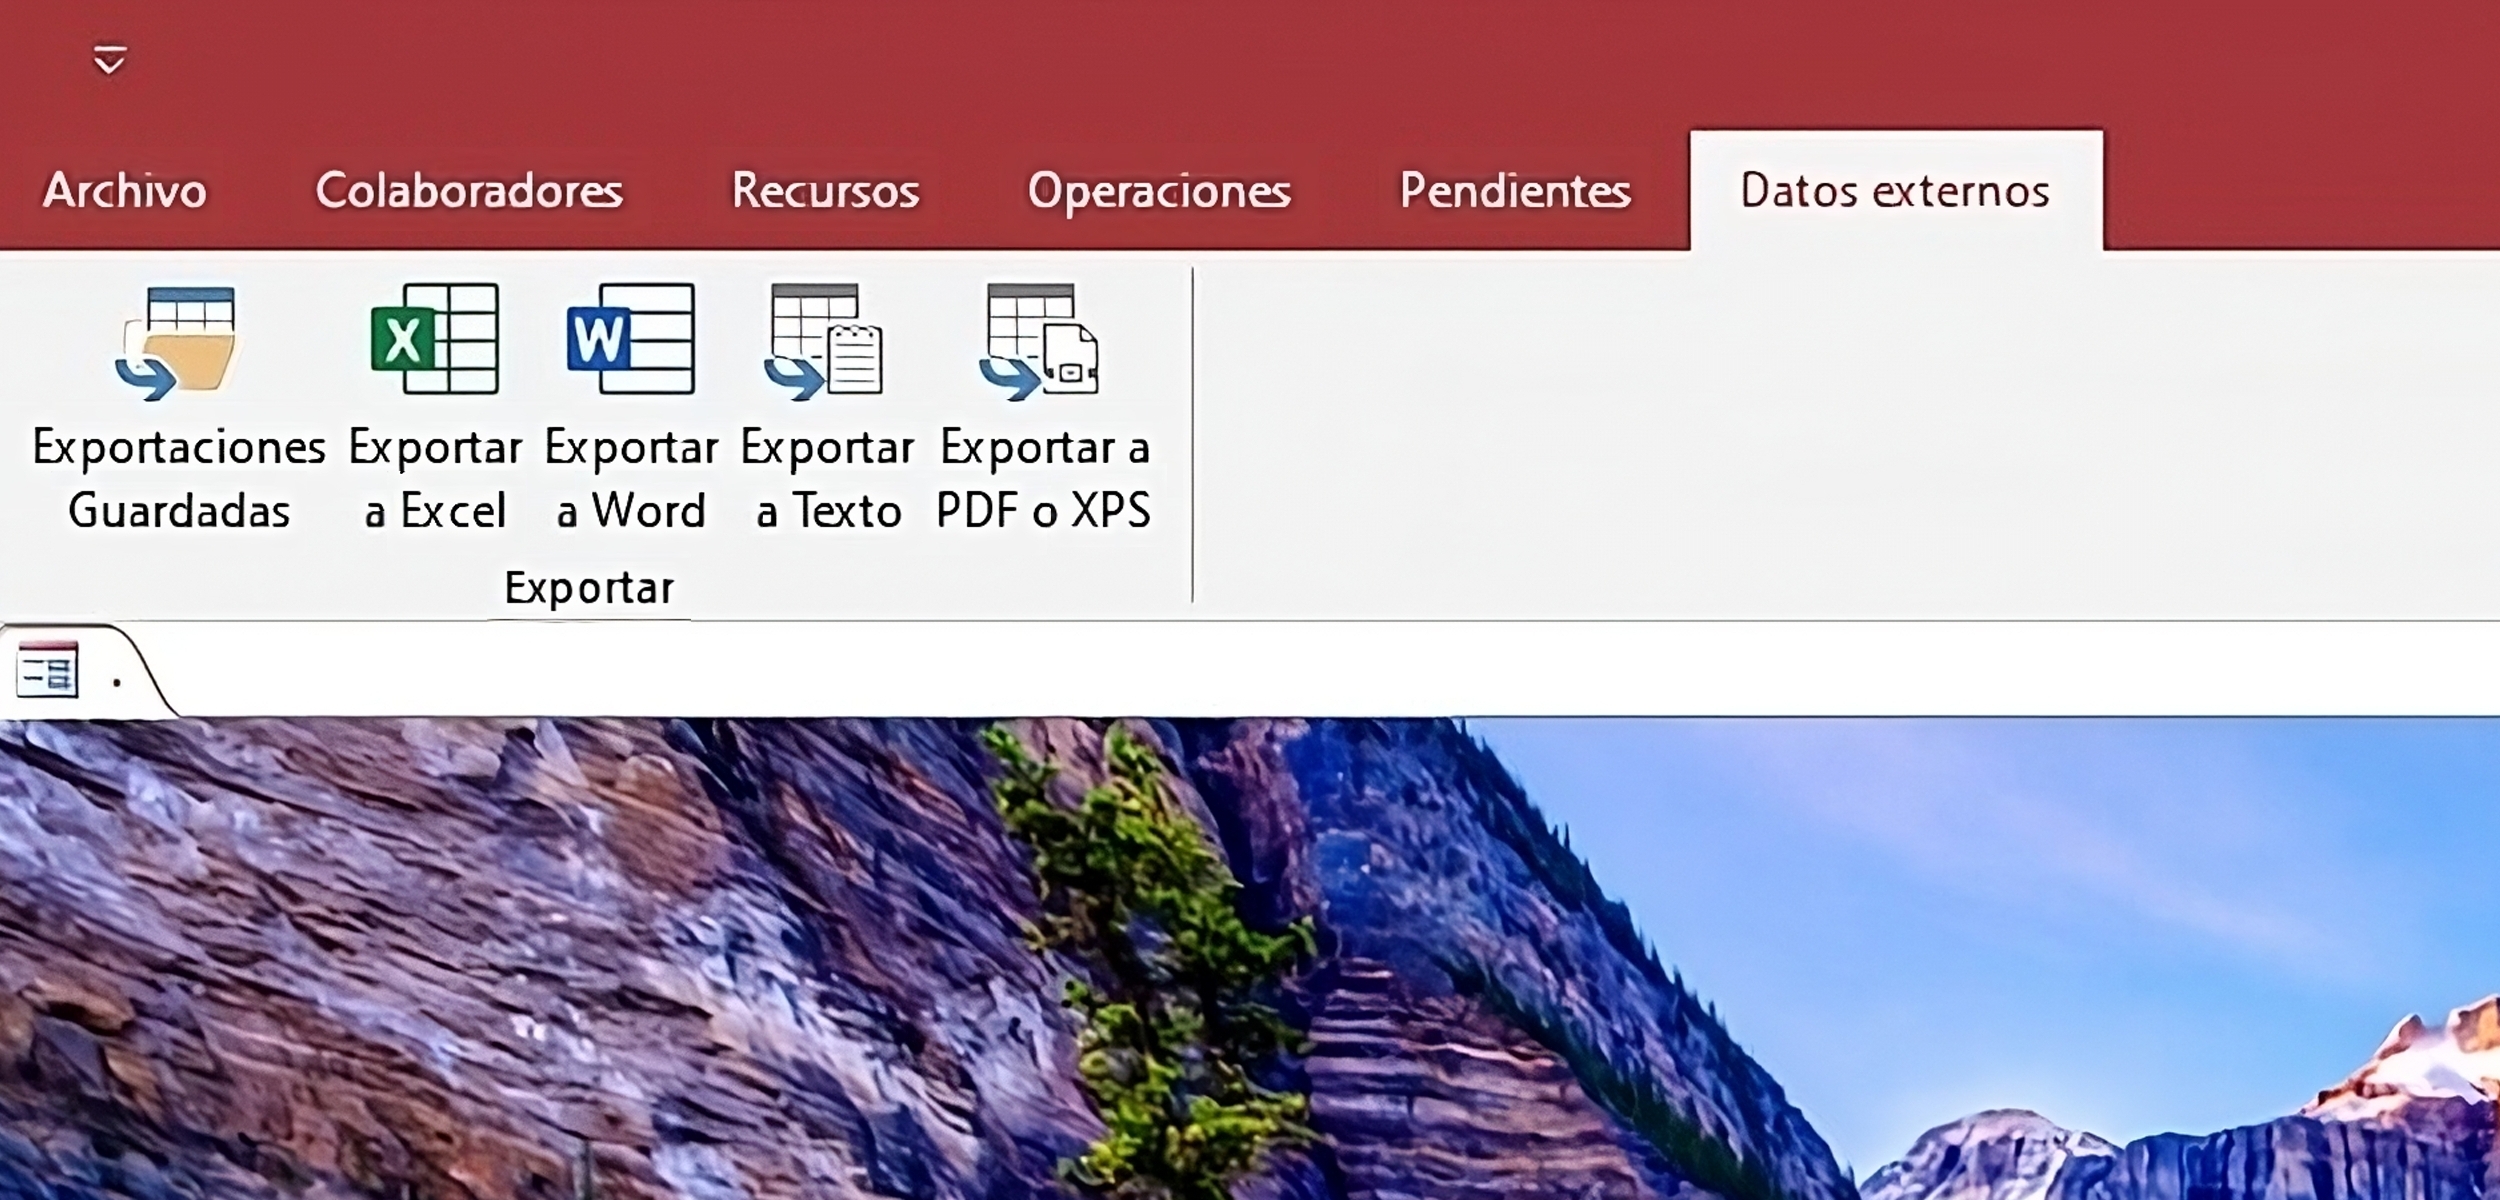 Archivo Colaboradores Recursos Operaciones Pendientes Datos externos
X W
Exportaciones Exportar Exportar Exportar Exportar a
Guardadas a Excel a Word a Texto PDF o XPS
Exportar